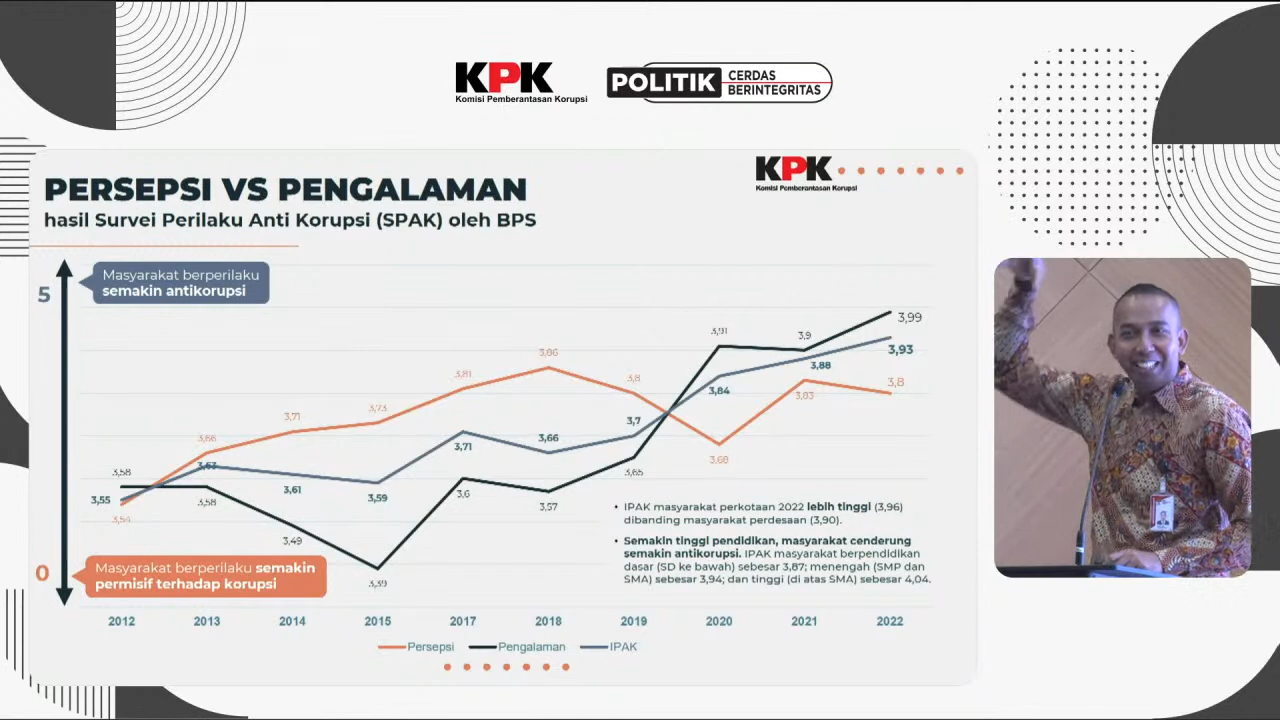 KPK
Komisi Pemberantasan Korupsi
POLITIK
CERDAS
BERINTEGRITAS
KPK
Komisi Pemberantasan Korupsi
PERSEPSI VS PENGALAMAN
hasil Survei Perilaku Anti Korupsi (SPAK) oleh BPS
5
Masyarakat berperilaku
semakin antikorupsi
3,55
3,58
3,54
3,66
3,63
3,58
3,71
3,61
3,49
3,73
3,59
3,39
3,81
3,71
3,6
3,86
3,66
3,57
3,8
3,7
3,65
3,91
3,84
3,68
3,9
3,88
3,83
3,99
3,93
3,8
• IPAK masyarakat perkotaan 2022 lebih tinggi (3,96)
dibanding masyarakat perdesaan (3,90).
• Semakin tinggi pendidikan, masyarakat cenderung
semakin antikorupsi. IPAK masyarakat berpendidikan
dasar (SD ke bawah) sebesar 3,87; menengah (SMP dan
SMA) sebesar 3,94; dan tinggi (di atas SMA) sebesar 4,04.
0
Masyarakat berperilaku semakin
permisif terhadap korupsi
2012 2013 2014 2015 2017 2018 2019 2020 2021 2022
Persepsi Pengalaman IPAK